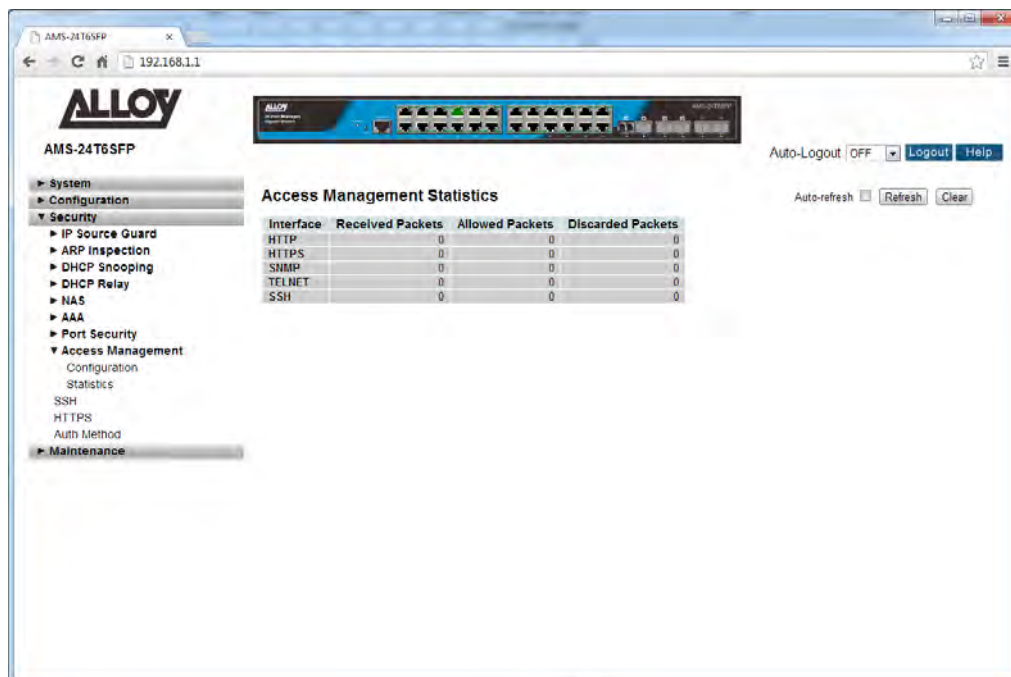 AMS-24T6SFP
192.168.1.1
ALLOY
AMS-24T6SFP
ALLOY
Auto-Logout OFF Logout Help
System
Configuration
Security
IP Source Guard
ARP Inspection
DHCP Snooping
DHCP Relay
NAS
AAA
Port Security
Access Management
Configuration
Statistics
SSH
HTTPS
Auth Method
Maintenance
Access Management Statistics
Auto-refresh Refresh Clear
Interface Received Packets Allowed Packets Discarded Packets
HTTP 0 0 0
HTTPS 0 0 0
SNMP 0 0 0
TELNET 0 0 0
SSH 0 0 0